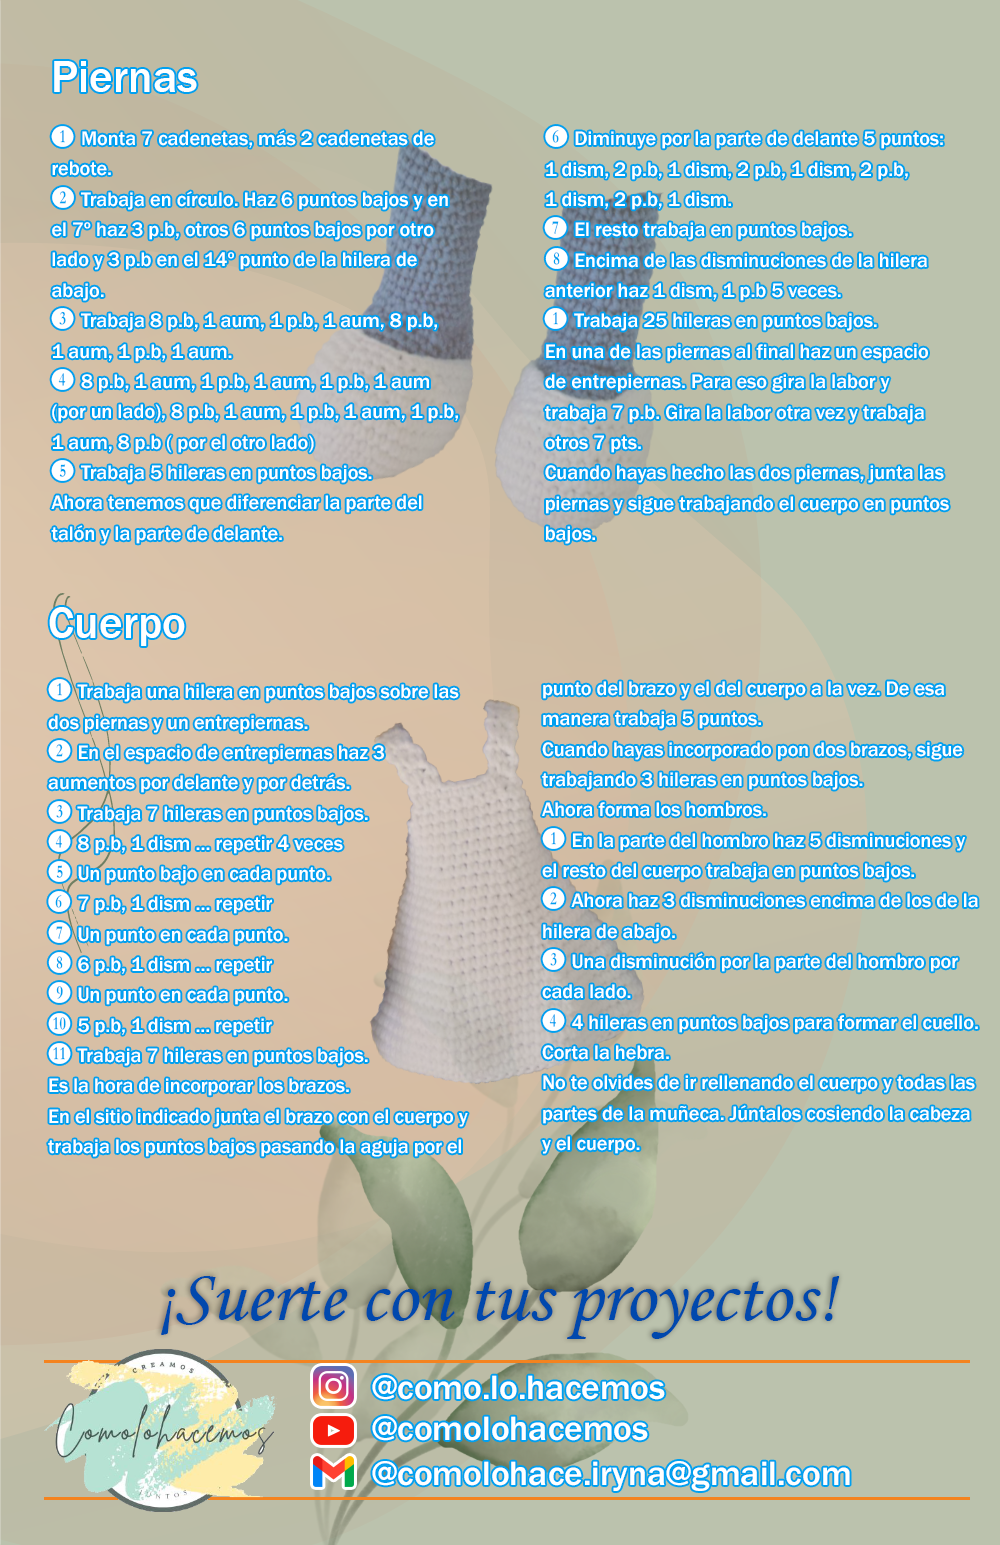 Piernas
① Monta 7 cadenetas, más 2 cadenetas de
rebote.
② Trabaja en círculo. Haz 6 puntos bajos y en
el 7º haz 3 p.b, otros 6 puntos bajos por otro
lado y 3 p.b en el 14º punto de la hilera de
abajo.
③ Trabaja 8 p.b, 1 aum, 1 p.b, 1 aum, 8 p.b,
1 aum, 1 p.b, 1 aum.
④ 8 p.b, 1 aum, 1 p.b, 1 aum, 1 p.b, 1 aum
(por un lado), 8 p.b, 1 aum, 1 p.b, 1 aum, 1 p.b,
1 aum, 8 p.b ( por el otro lado)
⑤ Trabaja 5 hileras en puntos bajos.
Ahora tenemos que diferenciar la parte del
talón y la parte de delante.
⑥ Diminuye por la parte de delante 5 puntos:
1 dism, 2 p.b, 1 dism, 2 p.b, 1 dism, 2 p.b,
1 dism, 2 p.b, 1 dism.
⑦ El resto trabaja en puntos bajos.
⑧ Encima de las disminuciones de la hilera
anterior haz 1 dism, 1 p.b 5 veces.
① Trabaja 25 hileras en puntos bajos.
En una de las piernas al final haz un espacio
de entrepiernas. Para eso gira la labor y
trabaja 7 p.b. Gira la labor otra vez y trabaja
otros 7 pts.
Cuando hayas hecho las dos piernas, junta las
piernas y sigue trabajando el cuerpo en puntos
bajos.
Cuerpo
① Trabaja una hilera en puntos bajos sobre las
dos piernas y un entrepiernas.
② En el espacio de entrepiernas haz 3
aumentos por delante y por detrás.
③ Trabaja 7 hileras en puntos bajos.
④ 8 p.b, 1 dism ... repetir 4 veces
⑤ Un punto bajo en cada punto.
⑥ 7 p.b, 1 dism ... repetir
⑦ Un punto en cada punto.
⑧ 6 p.b, 1 dism ... repetir
⑨ Un punto en cada punto.
⑩ 5 p.b, 1 dism ... repetir
⑪ Trabaja 7 hileras en puntos bajos.
Es la hora de incorporar los brazos.
En el sitio indicado junta el brazo con el cuerpo y
trabaja los puntos bajos pasando la aguja por el
punto del brazo y el del cuerpo a la vez. De esa
manera trabaja 5 puntos.
Cuando hayas incorporado pon dos brazos, sigue
trabajando 3 hileras en puntos bajos.
Ahora forma los hombros.
① En la parte del hombro haz 5 disminuciones y
el resto del cuerpo trabaja en puntos bajos.
② Ahora haz 3 disminuciones encima de los de la
hilera de abajo.
③ Una disminución por la parte del hombro por
cada lado.
④ 4 hileras en puntos bajos para formar el cuello.
Corta la hebra.
No te olvides de ir rellenando el cuerpo y todas las
partes de la muñeca. Júntalos cosiendo la cabeza
y el cuerpo.
¡Suerte con tus proyectos!
CREAMOS
Comolohacemos
PUNTOS
@como.lo.hacemos
@comolohacemos
@comolohace.iryna@gmail.com